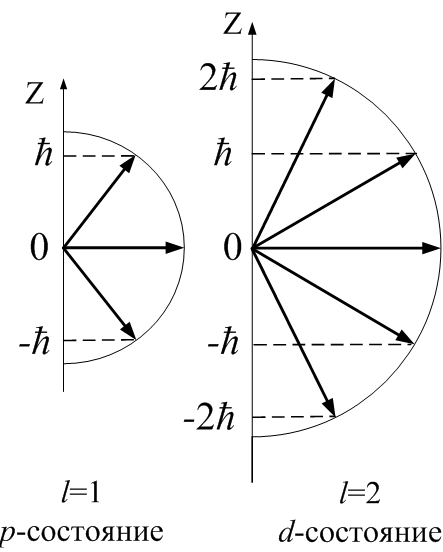 Z
ħ
0
-ħ
l=1
p-состояние
Z
2ħ
ħ
0
-ħ
-2ħ
l=2
d-состояние